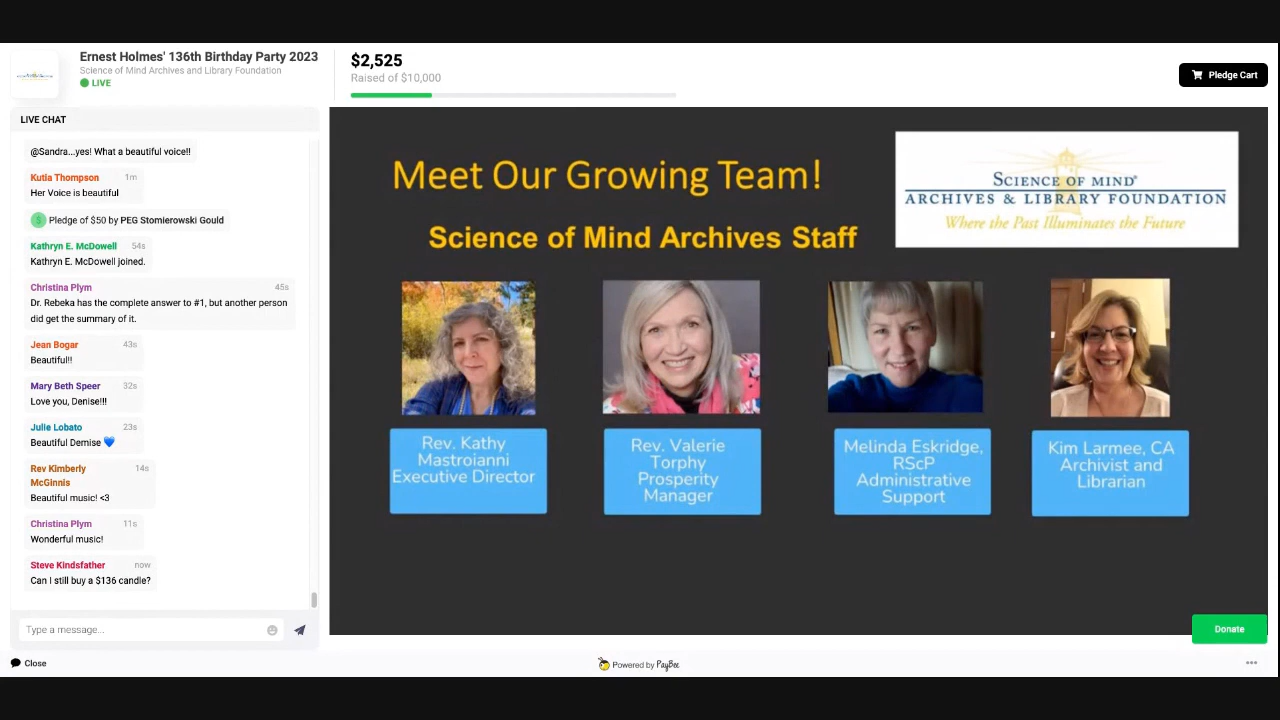 Ernest Holmes' 136th Birthday Party 2023
Science of Mind Archives and Library Foundation
LIVE
$2,525
Raised of $10,000
Pledge Cart
LIVE CHAT
@Sandra...yes! What a beautiful voice!!
Kutia Thompson 1m
Her Voice is beautiful
$ Pledge of $50 by PEG Stomierowski Gould
Kathryn E. McDowell 54s
Kathryn E. McDowell joined.
Christina Plym 45s
Dr. Rebeka has the complete answer to #1, but another person
did get the summary of it.
Jean Bogar 43s
Beautiful!!
Mary Beth Speer 32s
Love you, Denise!!!
Julie Lobato 23s
Beautiful Demise 💙
Rev Kimberly 14s
McGinnis
Beautiful music! <3
Christina Plym 11s
Wonderful music!
Steve Kindsfather now
Can I still buy a $136 candle?
Type a message...
Close
Meet Our Growing Team!
Science of Mind Archives Staff
SCIENCE OF MIND®
ARCHIVES & LIBRARY FOUNDATION
Where the Past Illuminates the Future
Rev. Kathy
Mastroianni
Executive Director
Rev. Valerie
Torphy
Prosperity
Manager
Melinda Eskridge,
RScP
Administrative
Support
Kim Larmee, CA
Archivist and
Librarian
Donate
Powered by PayBee